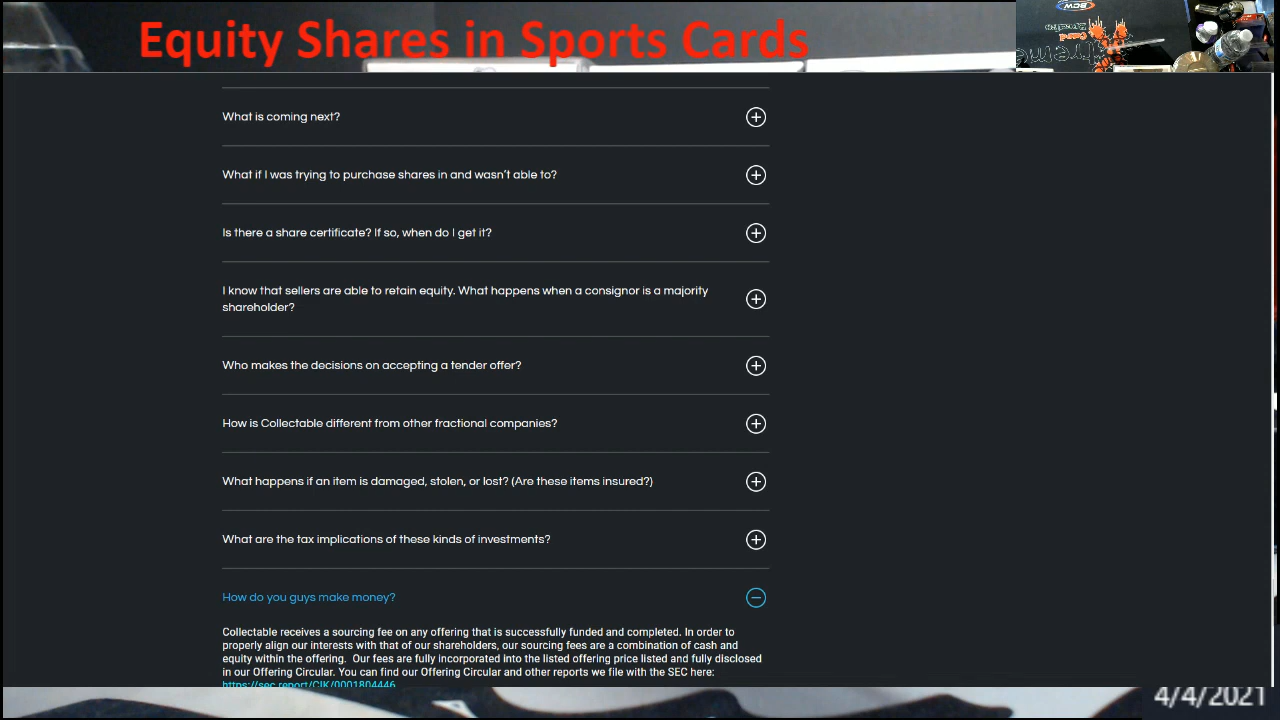 Equity Shares in Sports Cards
BCW
What is coming next?
What if I was trying to purchase shares in and wasn't able to?
Is there a share certificate? If so, when do I get it?
I know that sellers are able to retain equity. What happens when a consignor is a majority
shareholder?
Who makes the decisions on accepting a tender offer?
How is Collectable different from other fractional companies?
What happens if an item is damaged, stolen, or lost? (Are these items insured?)
What are the tax implications of these kinds of investments?
How do you guys make money?
Collectable receives a sourcing fee on any offering that is successfully funded and completed. In order to
properly align our interests with that of our shareholders, our sourcing fees are a combination of cash and
equity within the offering. Our fees are fully incorporated into the listed offering price listed and fully disclosed
in our Offering Circular. You can find our Offering Circular and other reports we file with the SEC here:
https://sec.report/CIK/0001804446
4/4/2021